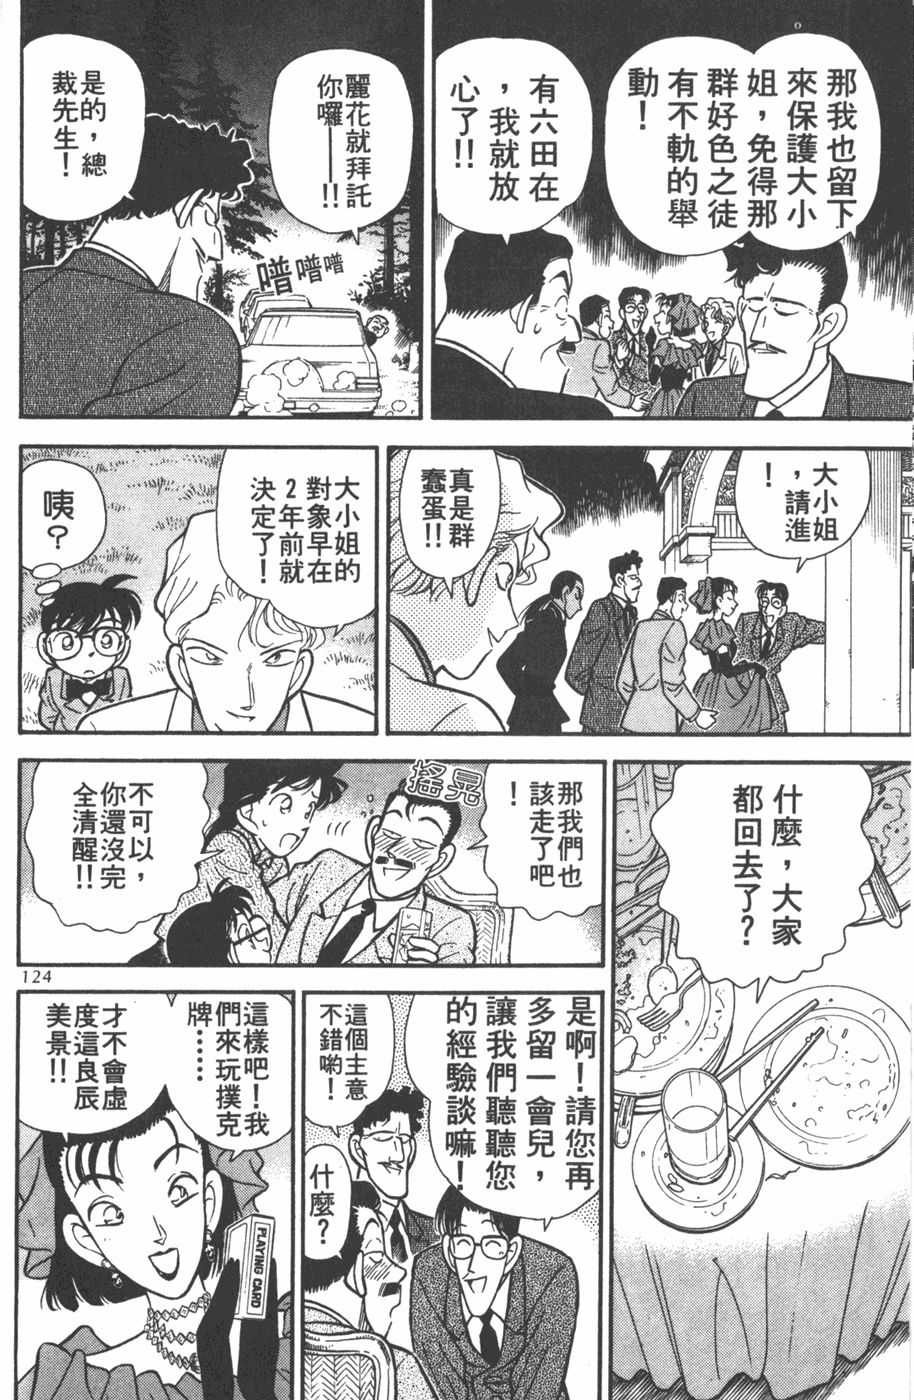 那我也留下
來保護大小
姐，免得那
群好色之徒
有不軌的舉
動！
有六田在
，我就放
心了!!
麗花就拜託
你囉——!!
噜噜噜
是的，總
裁先生！
大小姐
，請進
！
真是群
蠢蛋!!
大小姐的
對象早在
2年前就
決定了！
咦？
什麼，大家
都回去了？
那我們也
該走了吧
！
搖晃
不可以，
你還沒完
全清醒!!
124
是啊！請您再
多留一會兒，
讓我們聽聽您
的經驗談嘛！
這個主意
不錯喲！
什麼？
這樣吧！我
們來玩撲克
牌……
才不會虛
度這良辰
美景!!
PLAYING CARD